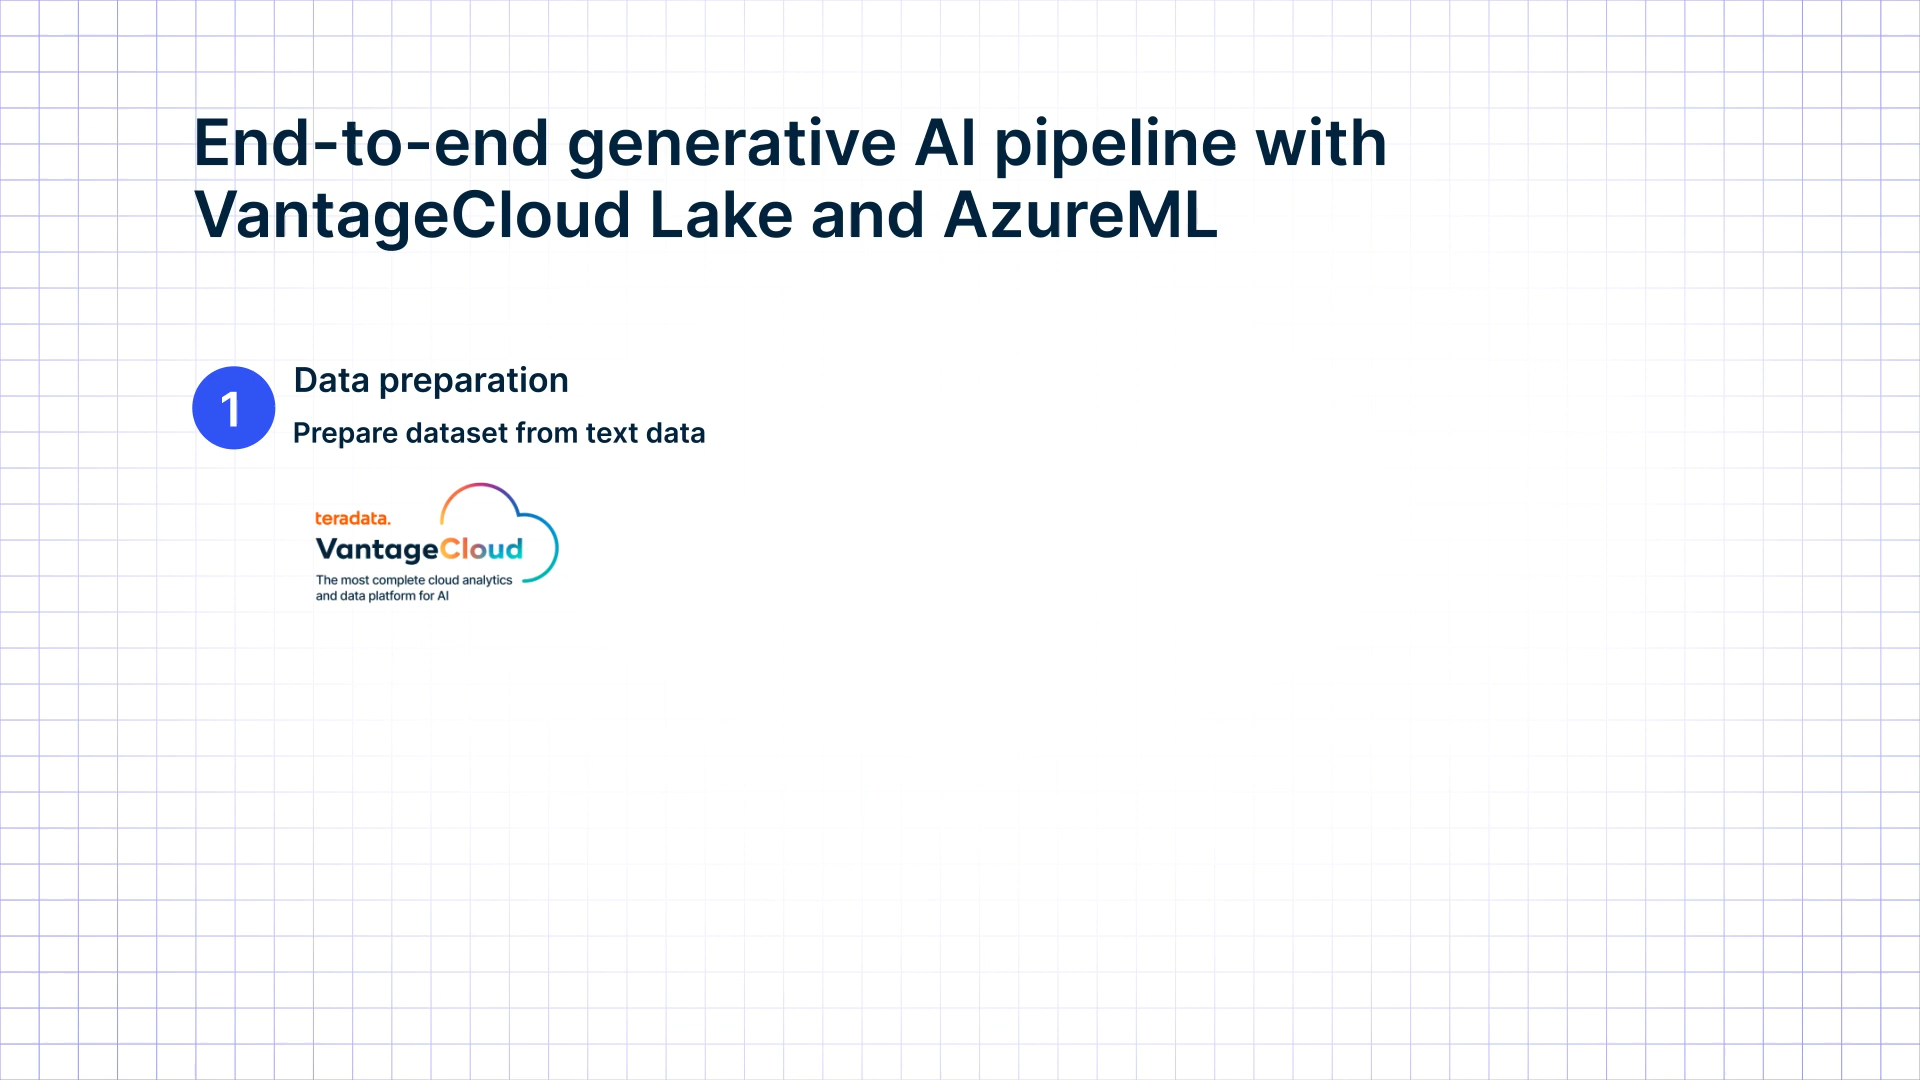 End-to-end generative AI pipeline with
VantageCloud Lake and AzureML
1
Data preparation
Prepare dataset from text data
teradata.
VantageCloud
The most complete cloud analytics
and data platform for AI